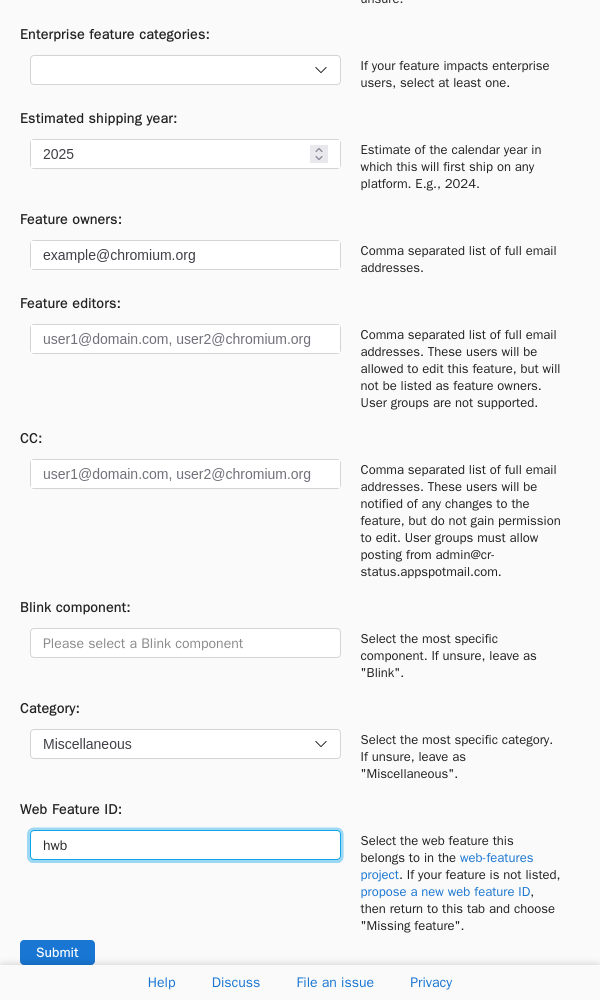 unsure.
Enterprise feature categories:
If your feature impacts enterprise
users, select at least one.
Estimated shipping year:
2025
Estimate of the calendar year in
which this will first ship on any
platform. E.g., 2024.
Feature owners:
example@chromium.org
Comma separated list of full email
addresses.
Feature editors:
user1@domain.com, user2@chromium.org
Comma separated list of full email
addresses. These users will be
allowed to edit this feature, but will
not be listed as feature owners.
User groups are not supported.
CC:
user1@domain.com, user2@chromium.org
Comma separated list of full email
addresses. These users will be
notified of any changes to the
feature, but do not gain permission
to edit. User groups must allow
posting from admin@cr-
status.appspotmail.com.
Blink component:
Please select a Blink component
Select the most specific
component. If unsure, leave as
"Blink".
Category:
Miscellaneous
Select the most specific category.
If unsure, leave as
"Miscellaneous".
Web Feature ID:
hwb
Select the web feature this
belongs to in the web-features
project. If your feature is not listed,
propose a new web feature ID,
then return to this tab and choose
"Missing feature".
Submit
Help Discuss File an issue Privacy